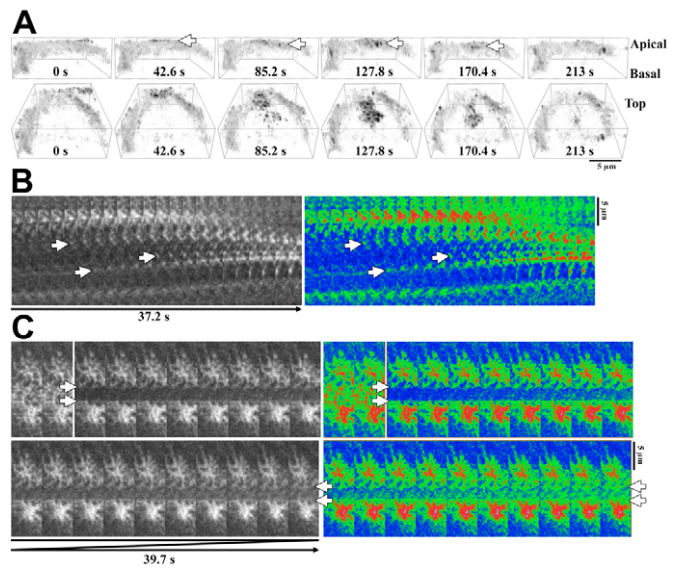 A
Apical
0 s 42.6 s 85.2 s 127.8 s 170.4 s 213 s
Basal
Top
0 s 42.6 s 85.2 s 127.8 s 170.4 s 213 s
5 µm
B
5 µm
37.2 s
C
5 µm
39.7 s